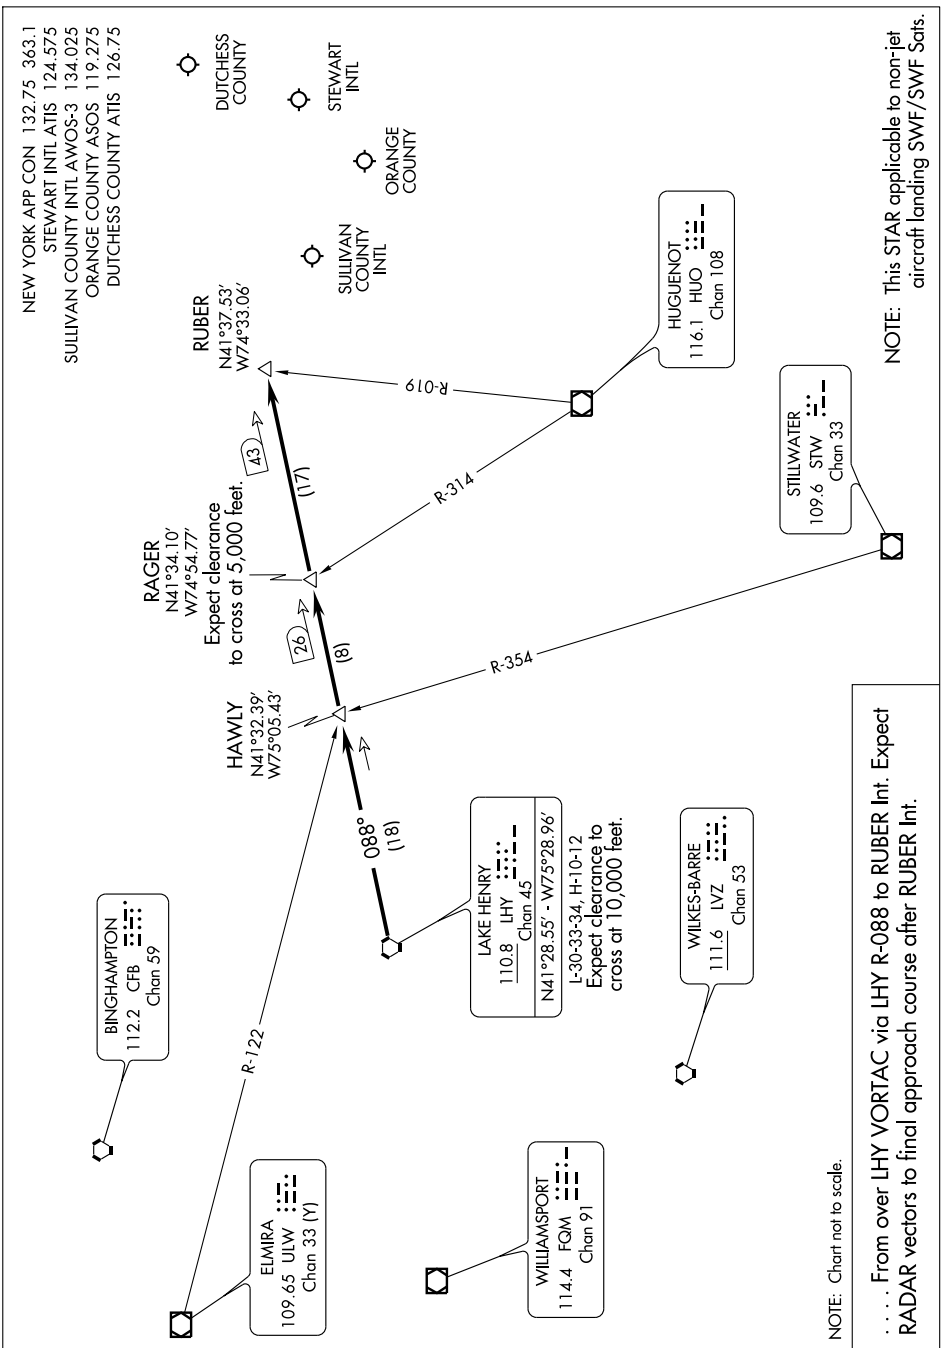 NEW YORK APP CON 132.75 363.1
STEWART INTL ATIS 124.575
SULLIVAN COUNTY INTL AWOS-3 134.025
ORANGE COUNTY ASOS 119.275
DUTCHESS COUNTY ATIS 126.75
DUTCHESS
COUNTY
STEWART
INTL
ORANGE
COUNTY
SULLIVAN
COUNTY
INTL
RUBER
N41°37.53′
W74°33.06′
RAGER
N41°34.10′
W74°54.77′
Expect clearance
to cross at 5,000 feet.
HAWLY
N41°32.39′
W75°05.43′
43
(17)
26
(8)
088°
(18)
R-019
R-314
R-354
R-122
BINGHAMPTON
112.2 CFB
Chan 59
ELMIRA
109.65 ULW
Chan 33 (Y)
LAKE HENRY
110.8 LHY
Chan 45
N41°28.55′ - W75°28.96′
L-30-33-34, H-10-12
Expect clearance to
cross at 10,000 feet.
HUGUENOT
116.1 HUO
Chan 108
STILLWATER
109.6 STW
Chan 33
WILKES-BARRE
111.6 LVZ
Chan 53
WILLIAMSPORT
114.4 FQM
Chan 91
NOTE: This STAR applicable to non-jet
aircraft landing SWF/SWF Sats.
NOTE: Chart not to scale.
. . . . From over LHY VORTAC via LHY R-088 to RUBER Int. Expect
RADAR vectors to final approach course after RUBER Int.